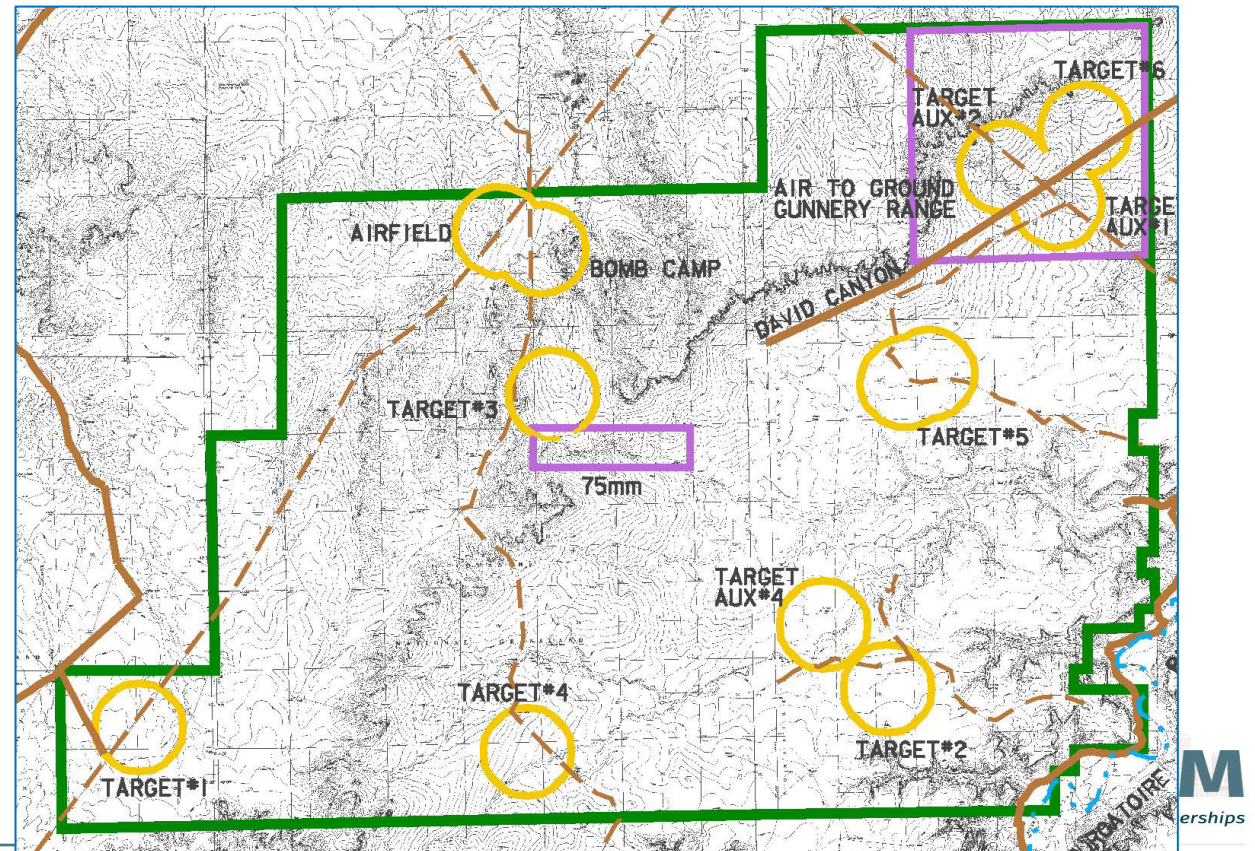 TARGET#6
TARGET
AUX#2
AIR TO GROUND
GUNNERY RANGE
TARGE
AUX#1
AIRFIELD
BOMB CAMP
DAVID CANYON
TARGET#3
TARGET#5
75mm
TARGET
AUX#4
TARGET#4
TARGET#2
TARGET#1
RGATOIRE
M
erships